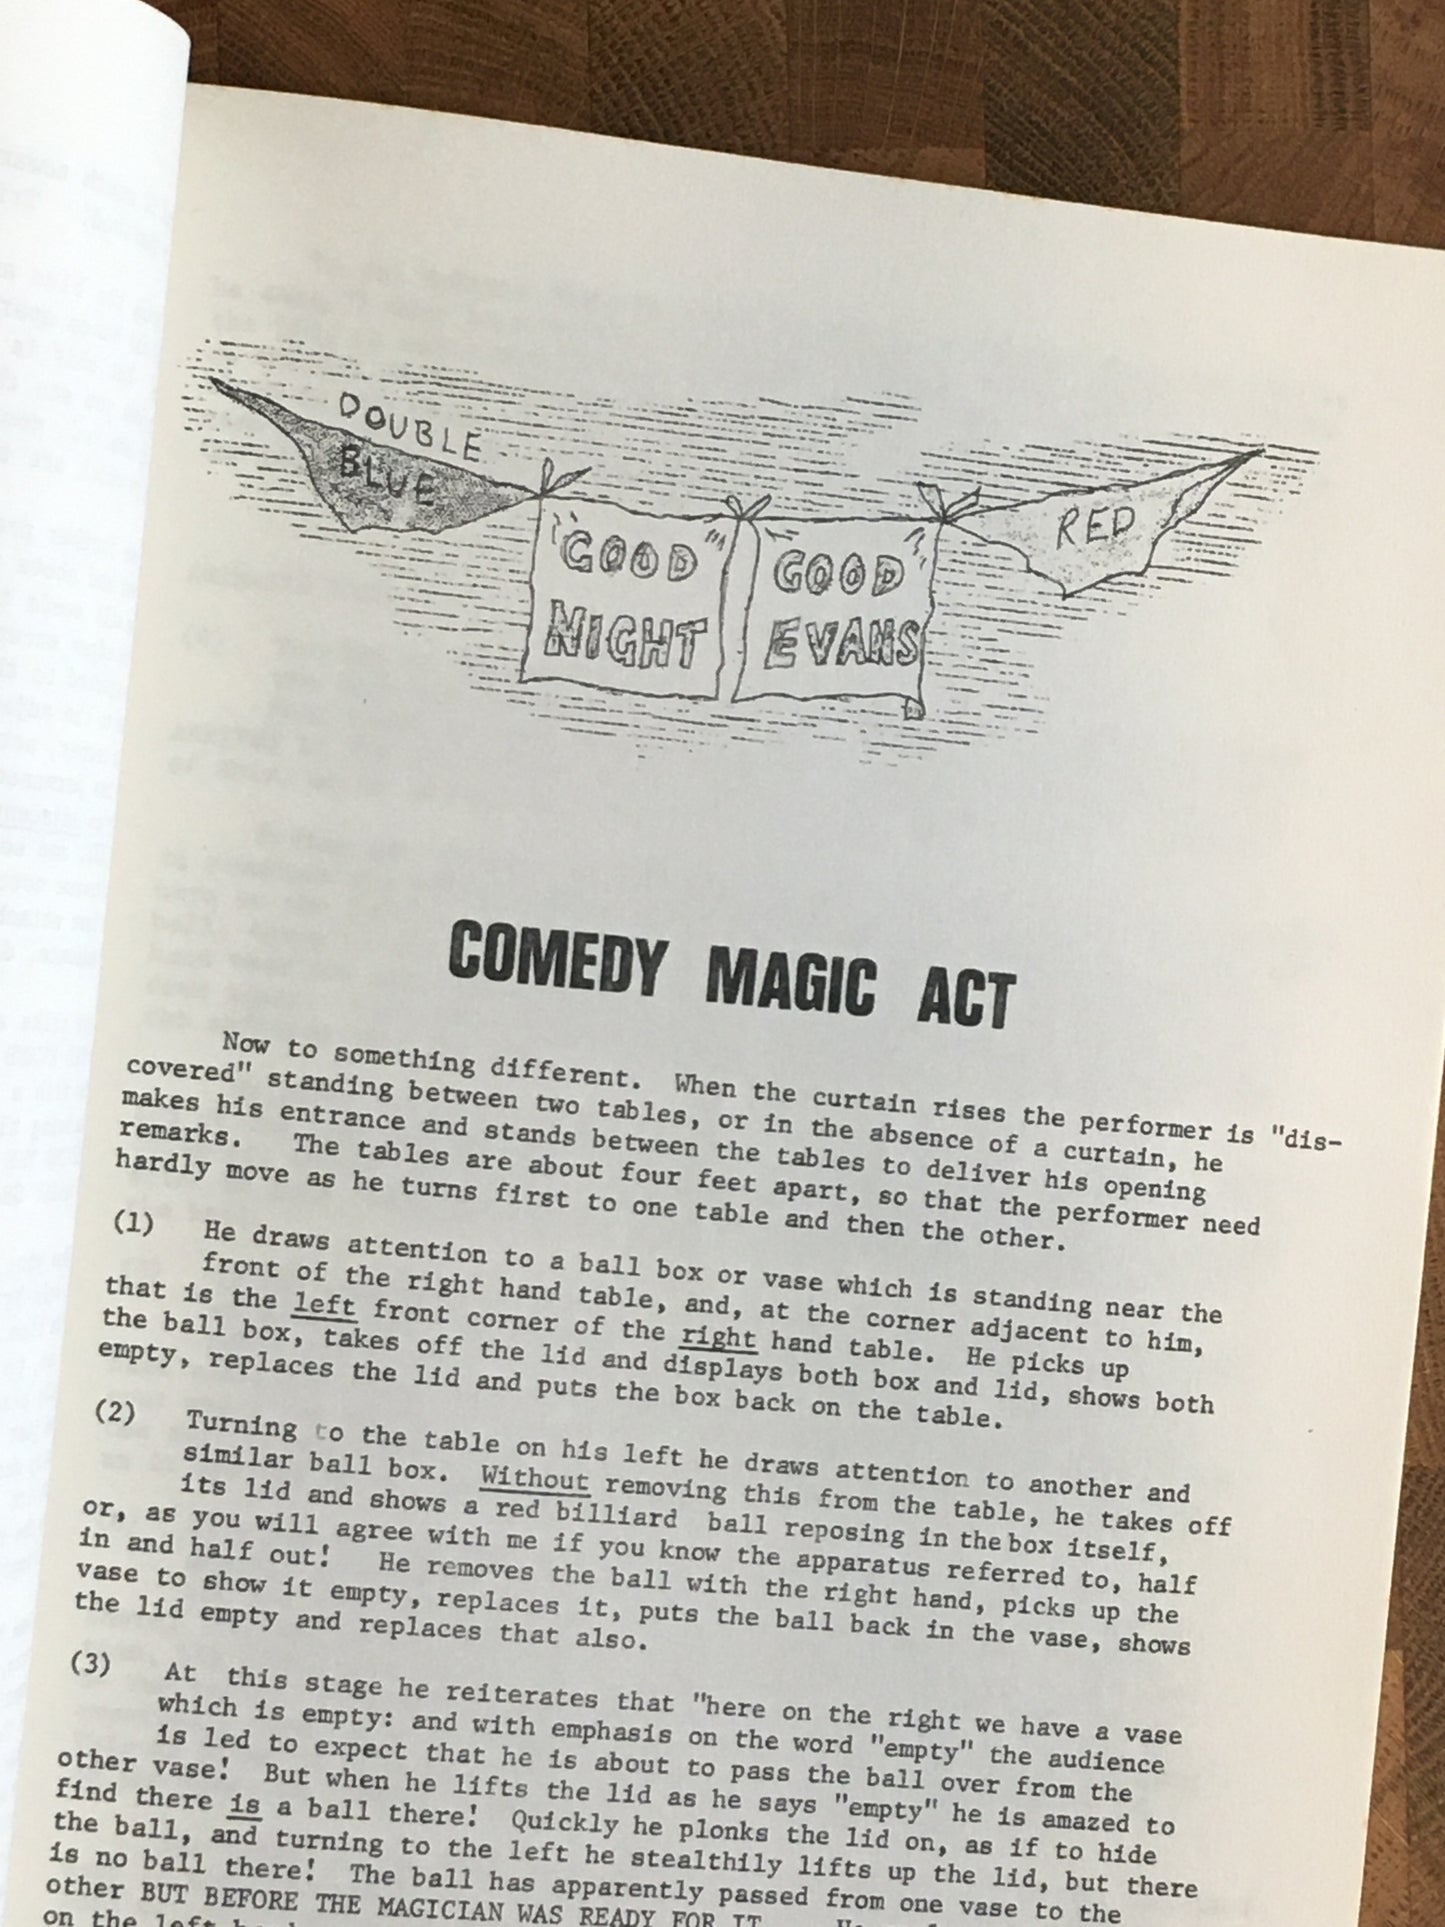 DOUBLE
BLUE
GOOD
NIGHT
GOOD
EVANS
RED
COMEDY MAGIC ACT
Now to something different. When the curtain rises the performer is "dis-
covered" standing between two tables, or in the absence of a curtain, he
makes his entrance and stands between the tables to deliver his opening
remarks. The tables are about four feet apart, so that the performer need
hardly move as he turns first to one table and then the other.
(1) He draws attention to a ball box or vase which is standing near the
front of the right hand table, and, at the corner adjacent to him,
that is the left front corner of the right hand table. He picks up
the ball box, takes off the lid and displays both box and lid, shows both
empty, replaces the lid and puts the box back on the table.
(2) Turning to the table on his left he draws attention to another and
similar ball box. Without removing this from the table, he takes off
its lid and shows a red billiard ball reposing in the box itself,
or, as you will agree with me if you know the apparatus referred to, half
in and half out! He removes the ball with the right hand, picks up the
vase to show it empty, replaces it, puts the ball back in the vase, shows
the lid empty and replaces that also.
(3) At this stage he reiterates that "here on the right we have a vase
which is empty: and with emphasis on the word "empty" the audience
is led to expect that he is about to pass the ball over from the
other vase! But when he lifts the lid as he says "empty" he is amazed to
find there is a ball there! Quickly he plonks the lid on, as if to hide
the ball, and turning to the left he stealthily lifts up the lid, but there
is no ball there! The ball has apparently passed from one vase to the
other BUT BEFORE THE MAGICIAN WAS READY FOR IT
on the left